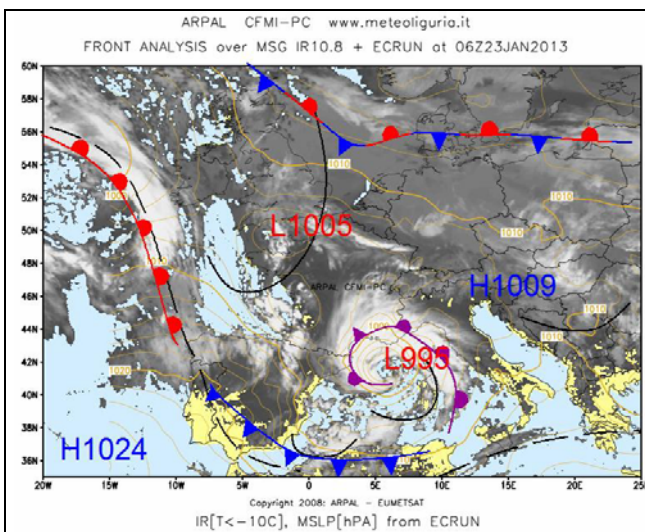 ARPAL CFMI-PC www.meteoliguria.it
FRONT ANALYSIS over MSG IR10.8 + ECRUN at 06Z23JAN2013
60N
58N
56N
54N
52N
50N
48N
46N
44N
42N
40N
38N
36N
1010
1010
1010
L1005
ARPAL CFMI-PC
H1009
1010
L995
1010
1020
H1024
20W 15W 10W 5W 0 5E 10E 15E 20E 25E
Copyright 2008: ARPAL - EUMETSAT
IR[T<-10C], MSLP[hPA] from ECRUN